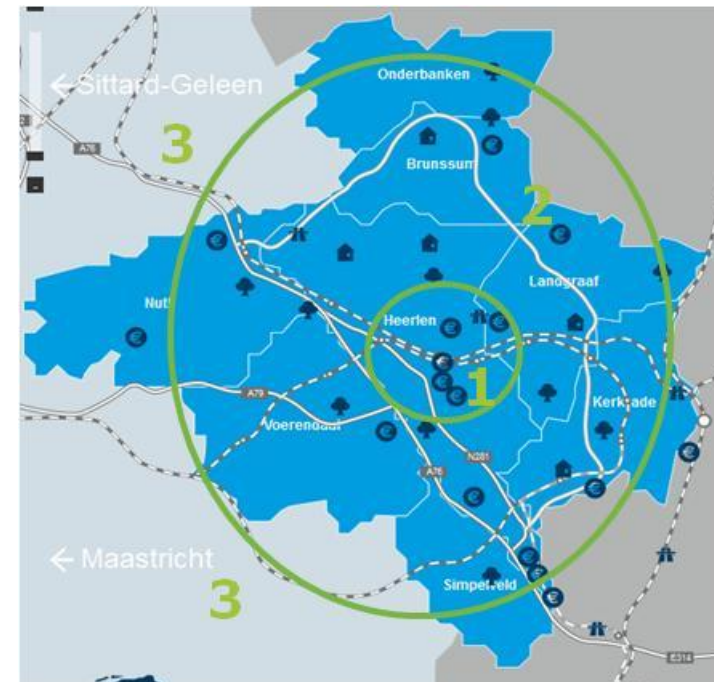 Onderbanken
← Sittard-Geleen
3
A76
Brunssum
2
Landgraaf
Nuth
Heerlen
1
A79
Kerkrade
Voerendaal
N281
A76
← Maastricht
3
Simpelveld
E314